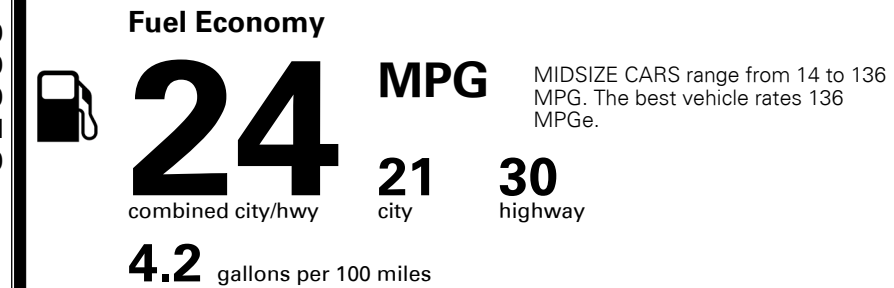 Fuel Economy
24 MPG
MIDSIZE CARS range from 14 to 136
MPG. The best vehicle rates 136
MPGe.
combined city/hwy
21
city
30
highway
4.2 gallons per 100 miles